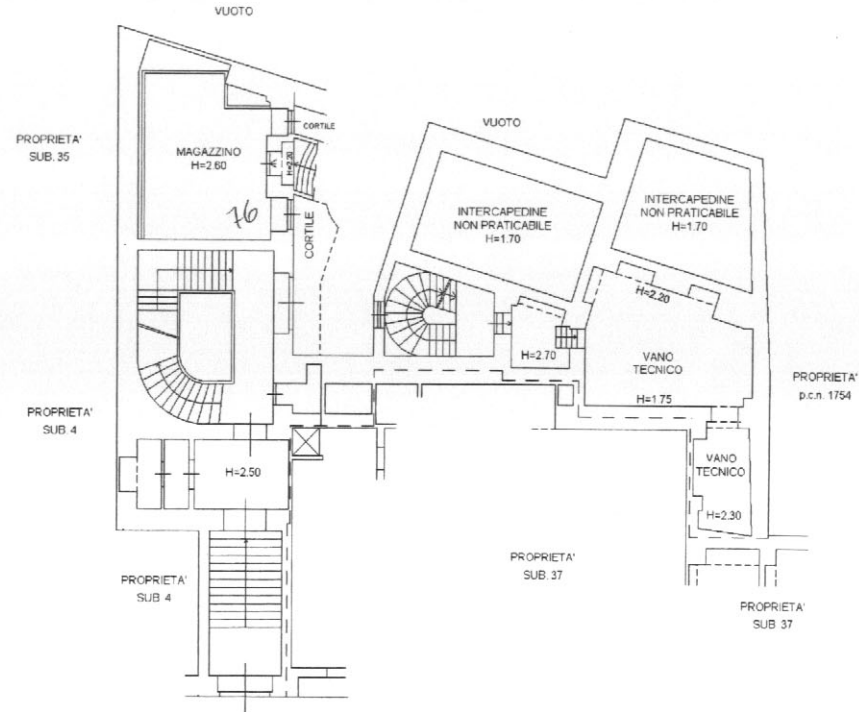 VUOTO
PROPRIETA'
SUB. 35
MAGAZZINO
H=2.60
76
CORTILE
H=2.20
CORTILE
VUOTO
INTERCAPEDINE
NON PRATICABILE
H=1.70
INTERCAPEDINE
NON PRATICABILE
H=1.70
H=2.20
H=2.70
VANO
TECNICO
H=1.75
PROPRIETA'
p.c.n. 1754
PROPRIETA'
SUB. 4
H=2.50
VANO
TECNICO
H=2.30
PROPRIETA'
SUB. 4
PROPRIETA'
SUB. 37
PROPRIETA'
SUB 37